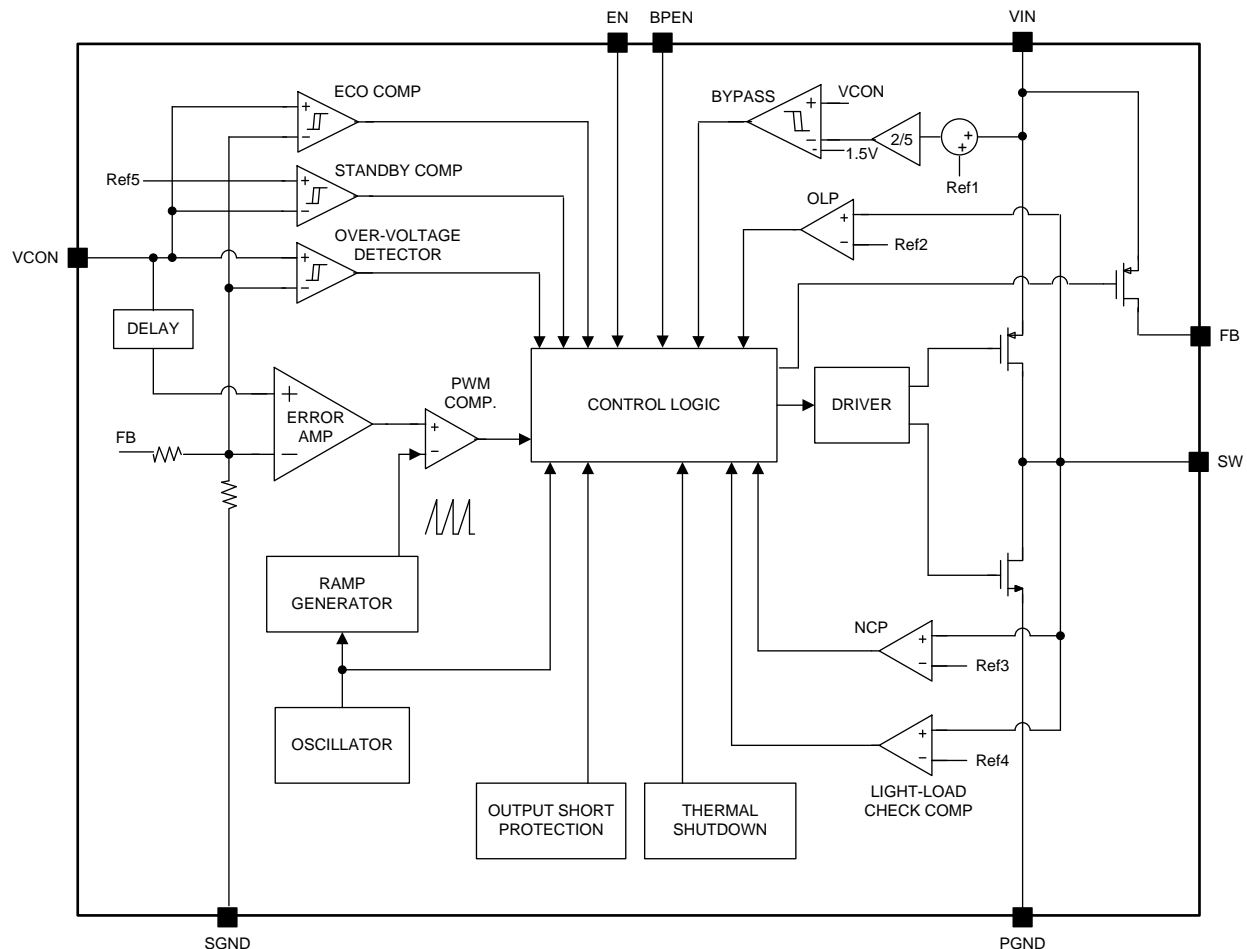 EN
BPEN
VIN
ECO COMP
+
−
BYPASS
VCON
+
−
-
1.5V
2/5
+
+
Ref1
STANDBY COMP
Ref5
+
−
OLP
+
−
Ref2
OVER-VOLTAGE
DETECTOR
+
−
VCON
DELAY
FB
CONTROL LOGIC
DRIVER
PWM
COMP.
+
−
ERROR
AMP
+
−
FB
SW
RAMP
GENERATOR
NCP
+
−
Ref3
OSCILLATOR
+
−
Ref4
LIGHT-LOAD
CHECK COMP
OUTPUT SHORT
PROTECTION
THERMAL
SHUTDOWN
SGND
PGND